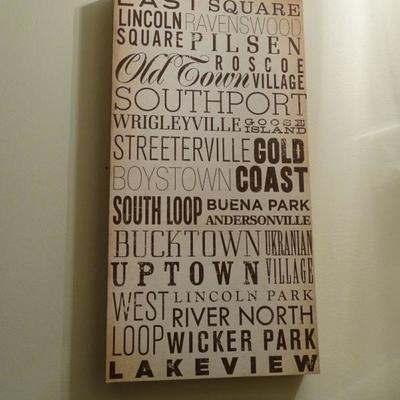 EAST SQUARE
LINCOLN RAVENSWOOD
SQUARE PILSEN
ROSCOE
Old Town VILLAGE
SOUTHPORT
WRIGLEYVILLE GOOSE ISLAND
STREETERVILLE GOLD
BOYSTOWN COAST
SOUTH LOOP BUENA PARK
ANDERSONVILLE
BUCKTOWN UKRANIAN
UPTOWN VILLAGE
WEST LINCOLN PARK
RIVER NORTH
LOOP WICKER PARK
LAKEVIEW